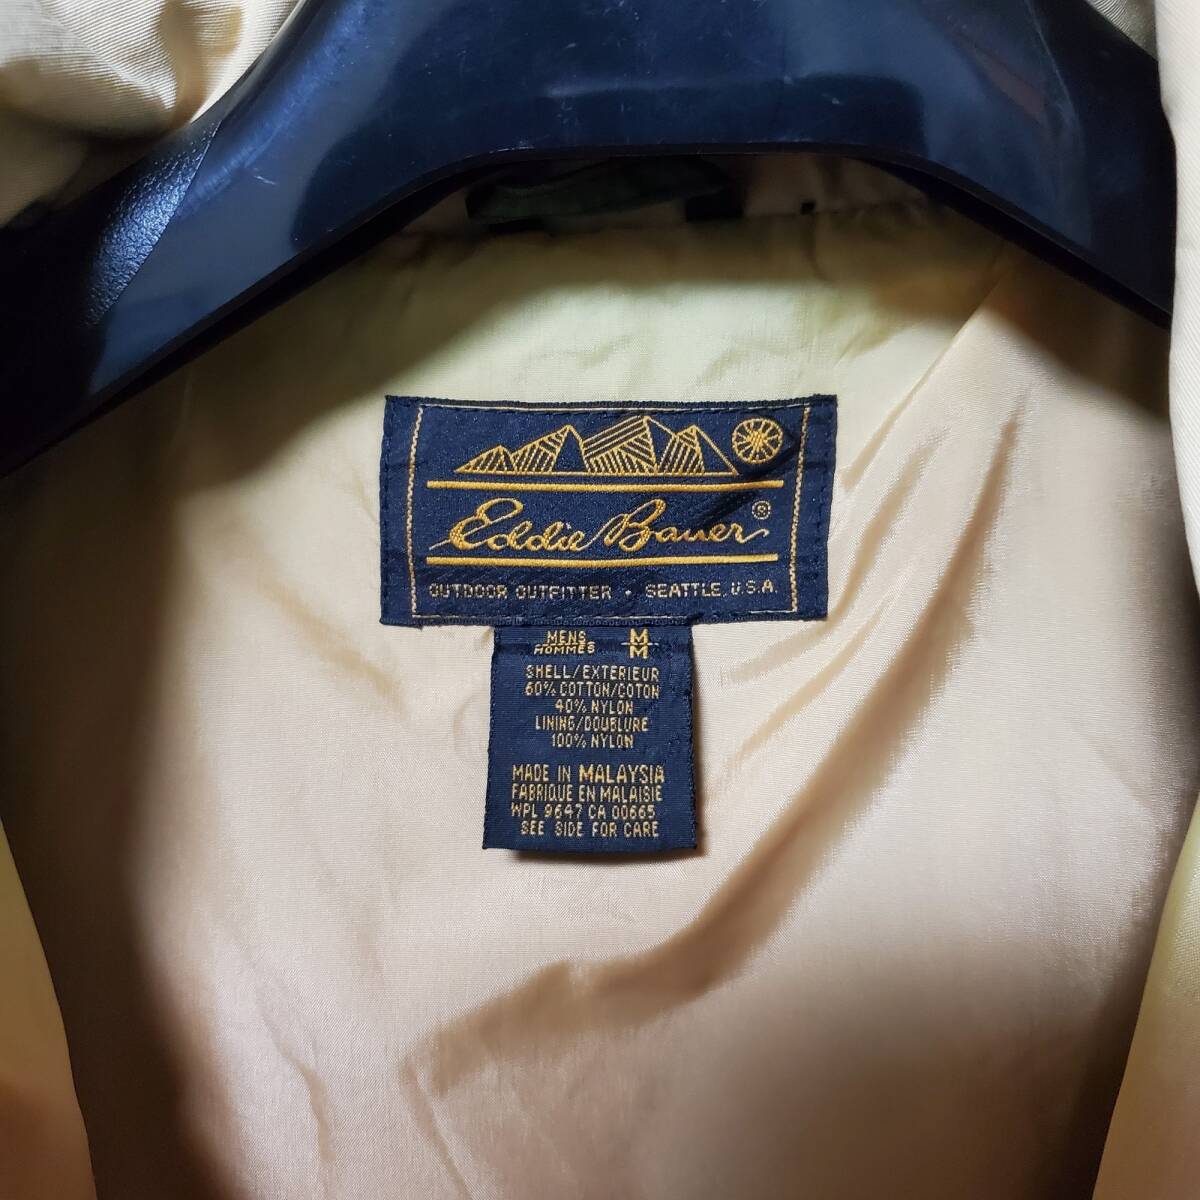 Eddie Bauer®
OUTDOOR OUTFITTER • SEATTLE, U.S.A.
MENS M
HOMMES M
SHELL/EXTERIEUR
60% COTTON/COTON
40% NYLON
LINING/DOUBLURE
100% NYLON
MADE IN MALAYSIA
FABRIQUE EN MALAISIE
WPL 9647 CA 00665
SEE SIDE FOR CARE